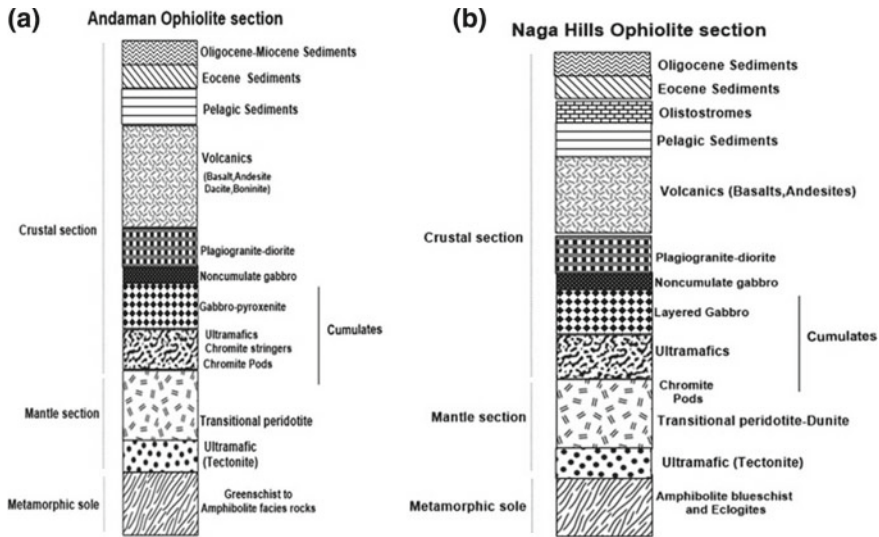 (a)
Andaman Ophiolite section
Oligocene-Miocene Sediments
Eocene Sediments
Pelagic Sediments
Volcanics
(Basalt,Andesite
Dacite,Boninite)
Crustal section
Plagiogranite-diorite
Noncumulate gabbro
Gabbro-pyroxenite
Cumulates
Ultramafics
Chromite stringers
Chromite Pods
Mantle section
Transitional peridotite
Ultramafic
(Tectonite)
Metamorphic sole
Greenschist to
Amphibolite facies rocks
(b)
Naga Hills Ophiolite section
Oligocene Sediments
Eocene Sediments
Olistostromes
Pelagic Sediments
Volcanics (Basalts,Andesites)
Crustal section
Plagiogranite-diorite
Noncumulate gabbro
Layered Gabbro
Cumulates
Ultramafics
Chromite
Pods
Mantle section
Transitional peridotite-Dunite
Ultramafic (Tectonite)
Metamorphic sole
Amphibolite blueschist
and Eclogites